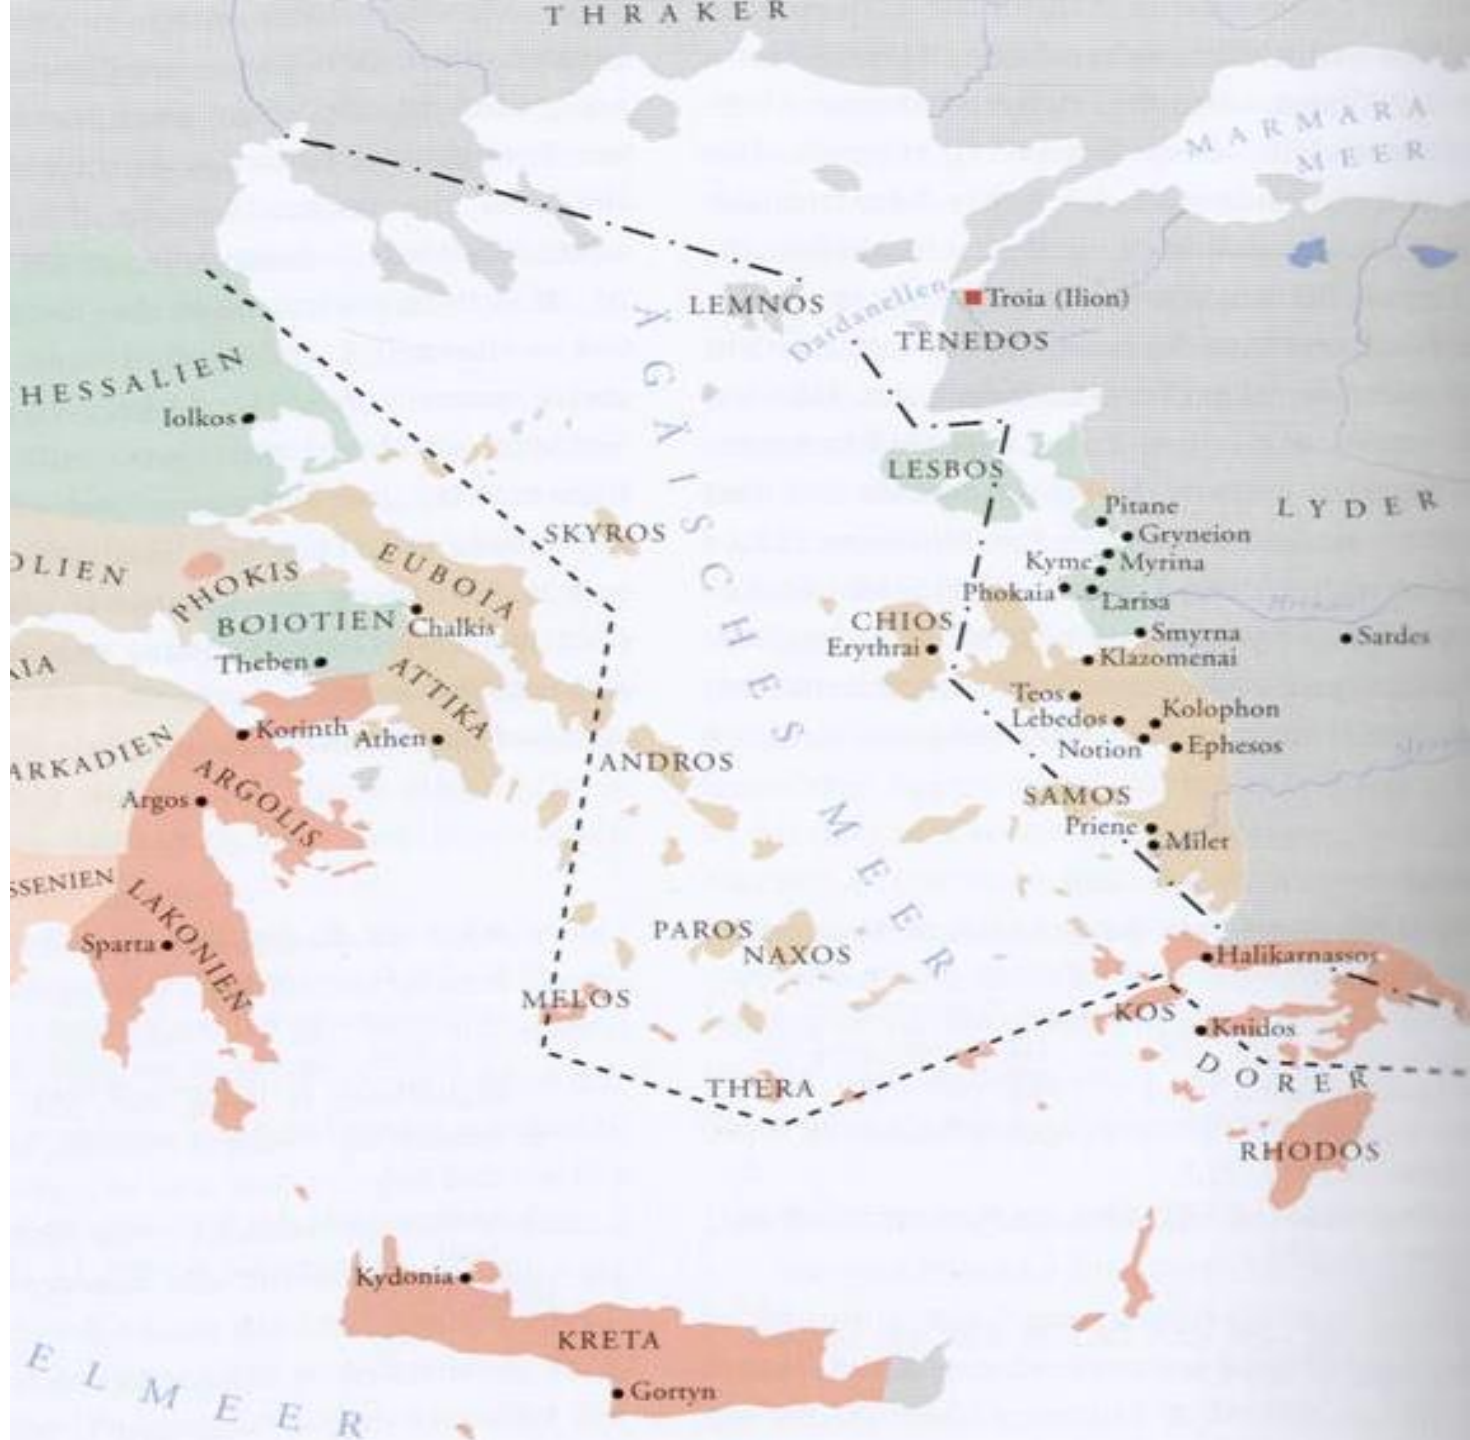 THRAKER
MARMARA
MEER
LEMNOS
Dardanellen
Troia (Ilion)
TENEDOS
ÄGÄISCHES MEER
HESSALIEN
Iolkos
LESBOS
LYDER
Pitane
Gryneion
Kyme
Myrina
Phokaia
Larisa
SKYROS
EUBOIA
OLIEN
PHOKIS
BOIOTIEN
Chalkis
CHIOS
Erythrai
Smyrna
Sardes
Klazomenai
Theben
AIA
ATTIKA
Teos
Lebedos
Kolophon
Notion
Ephesos
Korinth
Athen
ARKADIEN
ANDROS
ARGOLIS
Argos
SAMOS
Priene
Milet
SSENIEN
LAKONIEN
Sparta
PAROS
NAXOS
Halikarnassos
MELOS
KOS
Knidos
DORER
THERA
RHODOS
Kydonia
KRETA
Gortyn
ELMEER